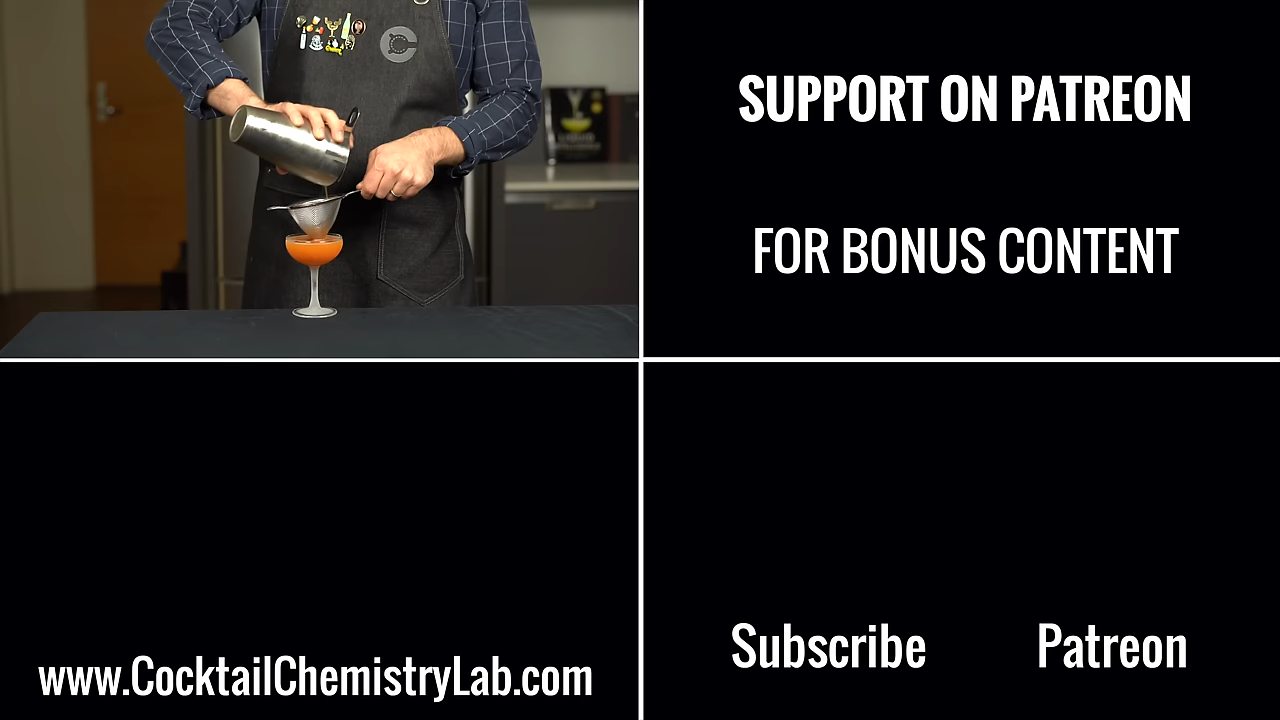 SUPPORT ON PATREON
FOR BONUS CONTENT
www.CocktailChemistryLab.com
Subscribe
Patreon